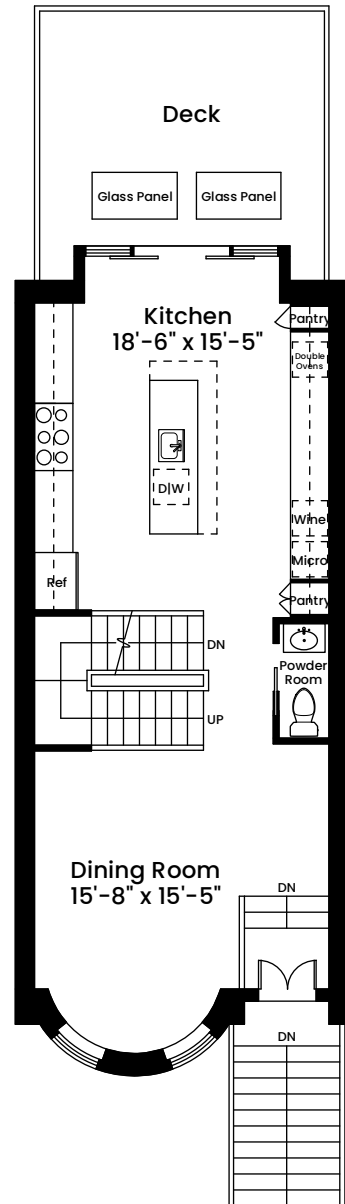 Deck
Glass Panel Glass Panel
Kitchen
18'-6" x 15'-5"
Pantry
Double
Ovens
D|W
Wine
Micro
Ref
Pantry
DN
Powder
Room
UP
Dining Room
15'-8" x 15'-5"
DN
DN